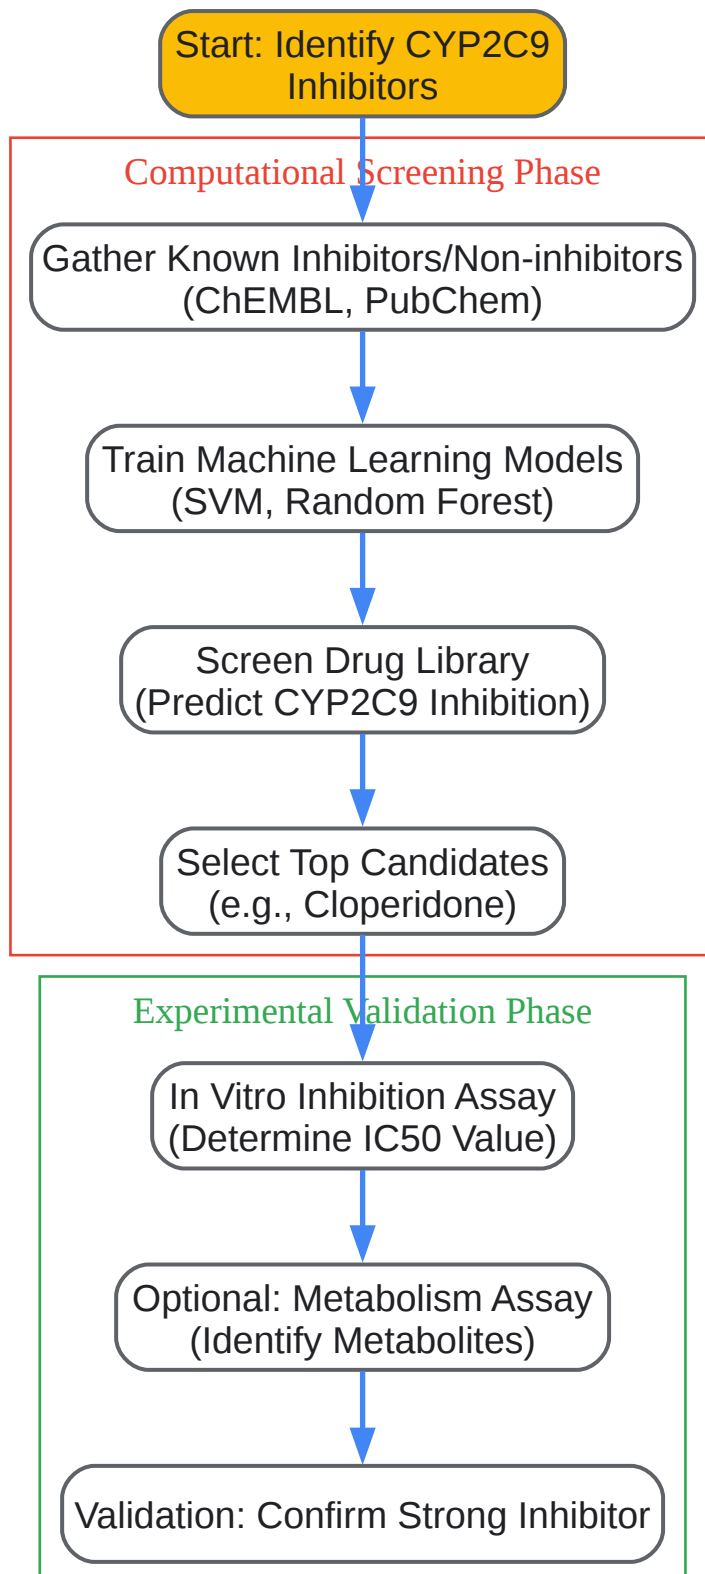 Start: Identify CYP2C9
Inhibitors
Computational Screening Phase
Gather Known Inhibitors/Non-inhibitors
(ChEMBL, PubChem)
Train Machine Learning Models
(SVM, Random Forest)
Screen Drug Library
(Predict CYP2C9 Inhibition)
Select Top Candidates
(e.g., Cloperidone)
Experimental Validation Phase
In Vitro Inhibition Assay
(Determine IC50 Value)
Optional: Metabolism Assay
(Identify Metabolites)
Validation: Confirm Strong Inhibitor